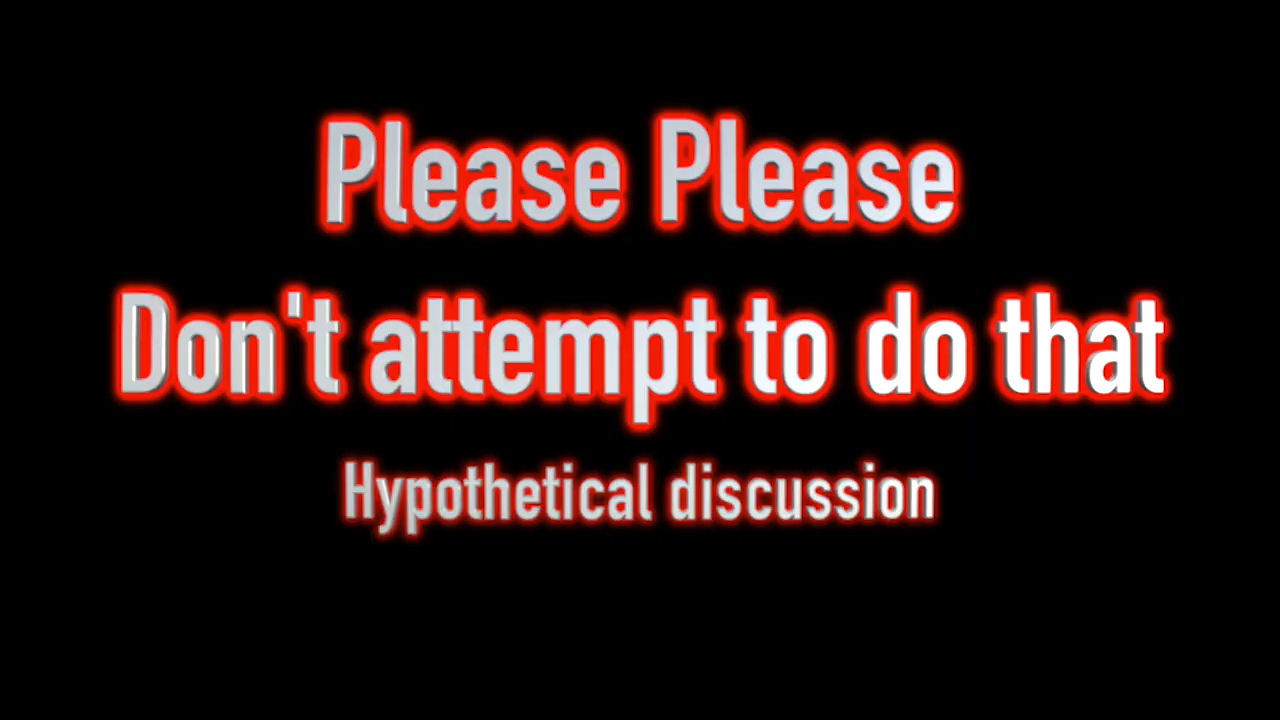 Please Please
Don't attempt to do that
Hypothetical discussion